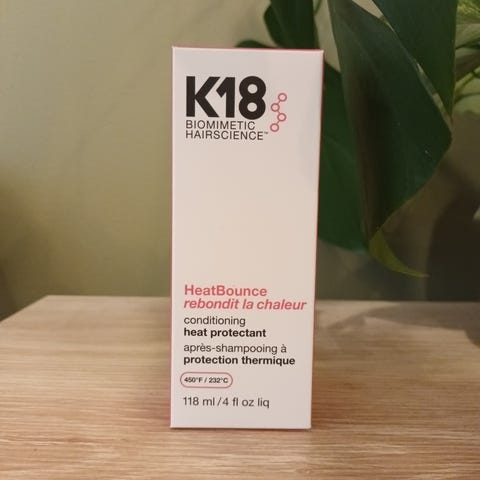 K18
BIOMIMETIC
HAIRSCIENCE™
HeatBounce
rebondit la chaleur
conditioning
heat protectant
après-shampooing à
protection thermique
450°F / 232°C
118 ml / 4 fl oz liq